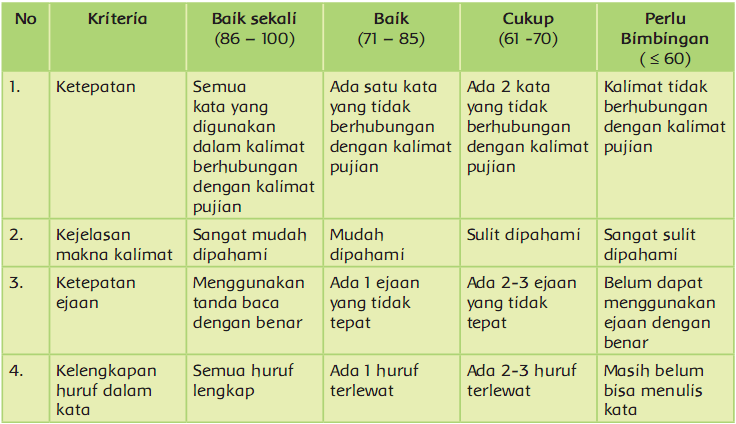 No
Kriteria
Baik sekali
(86 – 100)
Baik
(71 – 85)
Cukup
(61 -70)
Perlu
Bimbingan
( ≤ 60)
1.
Ketepatan
Semua
kata yang
digunakan
dalam kalimat
berhubungan
dengan kalimat
pujian
Ada satu kata
yang tidak
berhubungan
dengan kalimat
pujian
Ada 2 kata
yang tidak
berhubungan
dengan kalimat
pujian
Kalimat tidak
berhubungan
dengan kalimat
pujian
2.
Kejelasan
makna kalimat
Sangat mudah
dipahami
Mudah
dipahami
Sulit dipahami
Sangat sulit
dipahami
3.
Ketepatan
ejaan
Menggunakan
tanda baca
dengan benar
Ada 1 ejaan
yang tidak
tepat
Ada 2-3 ejaan
yang tidak
tepat
Belum dapat
menggunakan
ejaan dengan
benar
4.
Kelengkapan
huruf dalam
kata
Semua huruf
lengkap
Ada 1 huruf
terlewat
Ada 2-3 huruf
terlewat
Masih belum
bisa menulis
kata